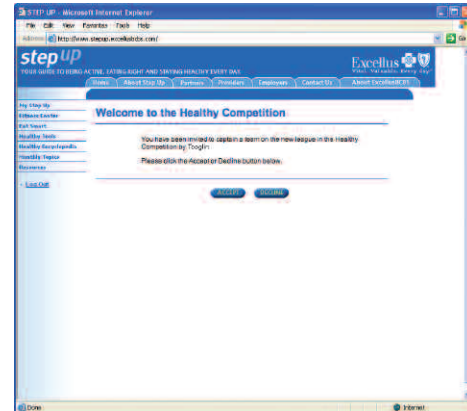 STEP UP - Microsoft Internet Explorer
File Edit View Favorites Tools Help
Address http://www.stepup.excellusbcbs.com/ Go
step up
YOUR GUIDE TO BEING ACTIVE, EATING RIGHT AND STAYING HEALTHY EVERY DAY.
Excellus
Home About Step Up Partners Providers Employers Contact Us About ExcellusBCBS
My Step Up
Fitness Center
Eat Smart
Healthy Tools
Healthy Encyclopedia
Monthly Topics
Resources
Log Out
Welcome to the Healthy Competition
You have been invited to captain a team on the new league in the Healthy
Competition by
Please click the Accept or Decline button below.
ACCEPT DECLINE
Done Internet